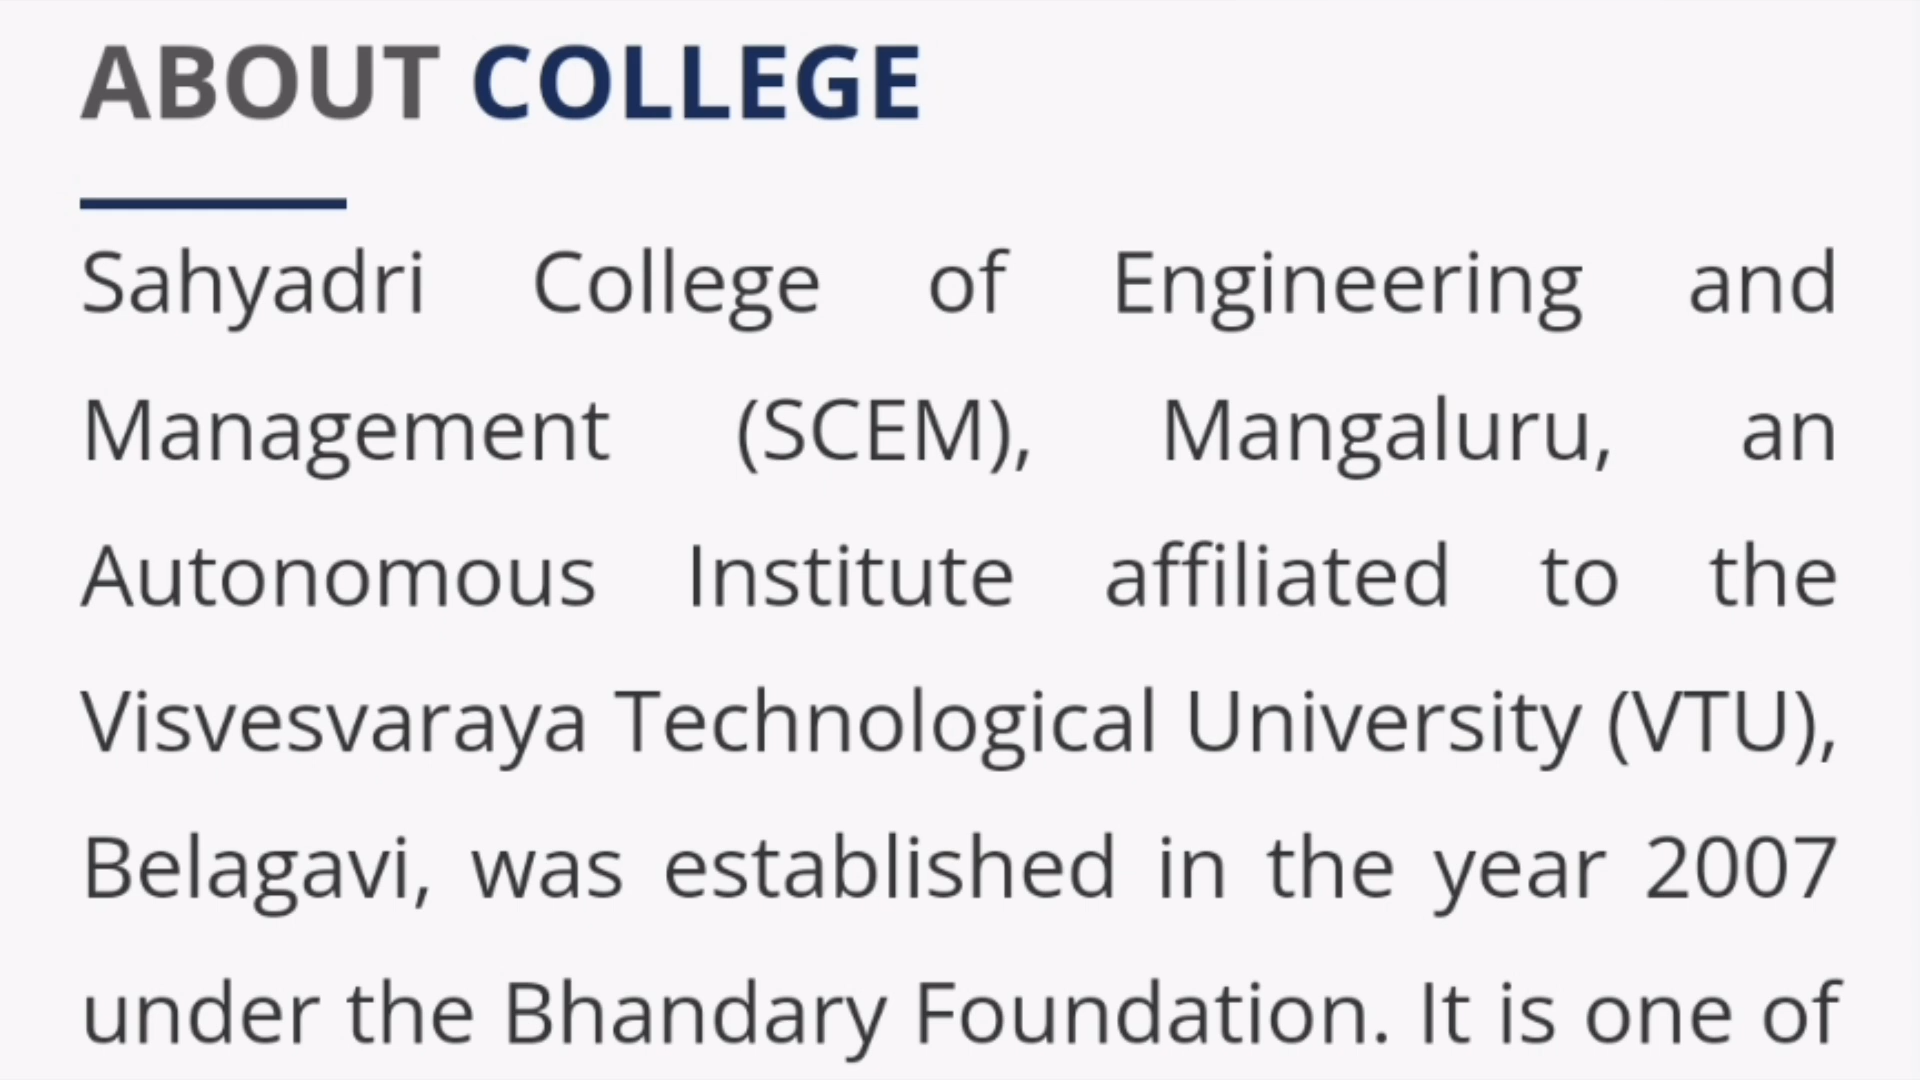 ABOUT COLLEGE
Sahyadri College of Engineering and
Management (SCEM), Mangaluru, an
Autonomous Institute affiliated to the
Visvesvaraya Technological University (VTU),
Belagavi, was established in the year 2007
under the Bhandary Foundation. It is one of